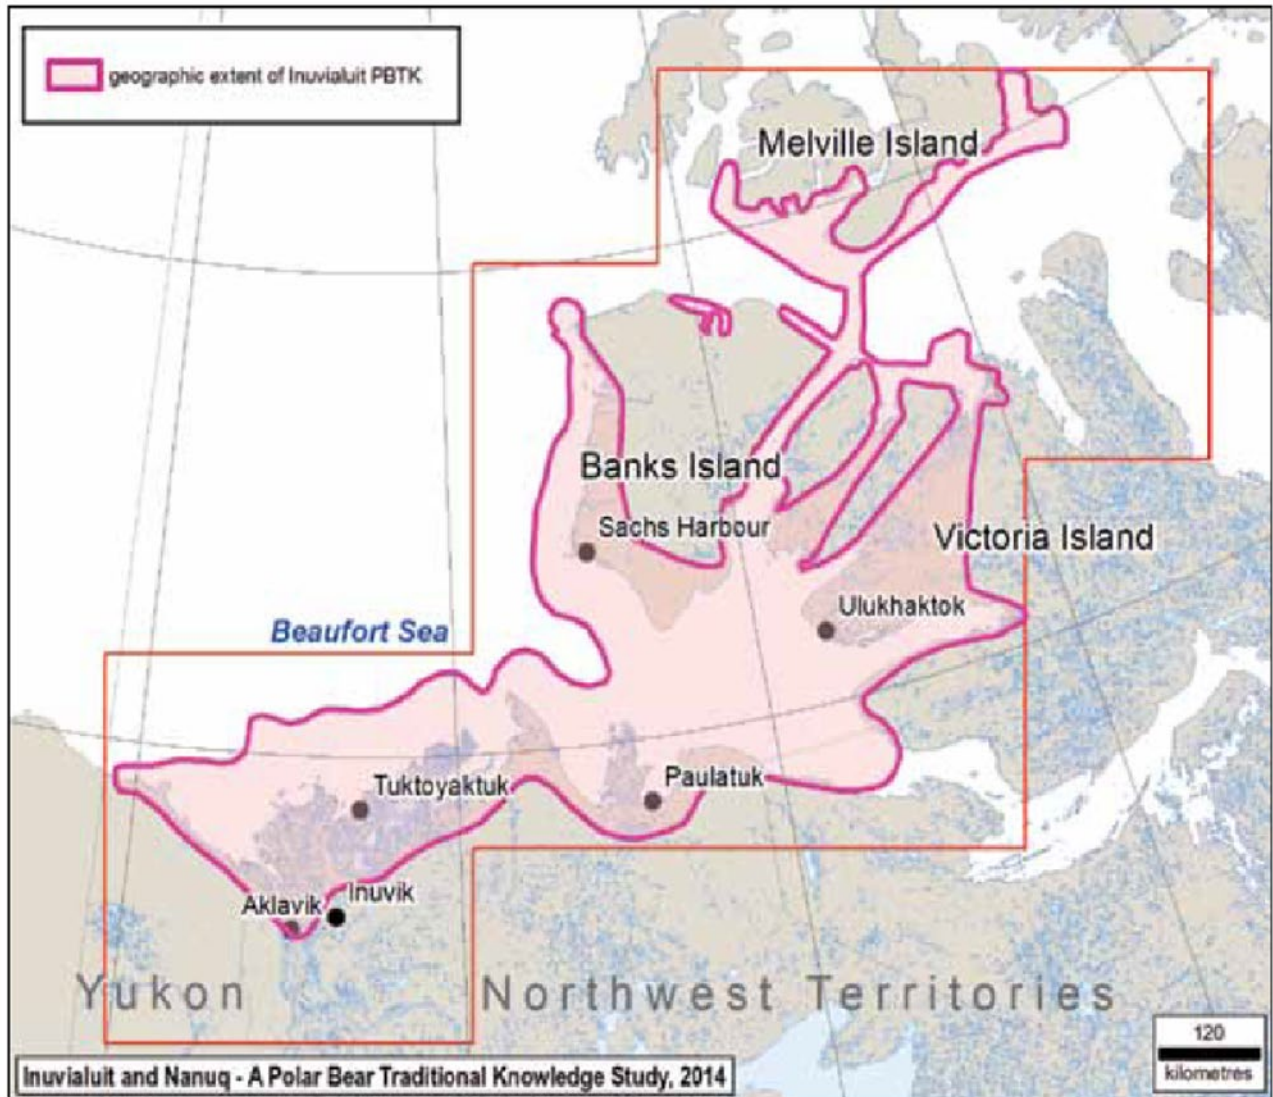 geographic extent of Inuvialuit PBTK
Melville Island
Banks Island
Sachs Harbour
Victoria Island
Ulukhaktok
Beaufort Sea
Tuktoyaktuk
Paulatuk
Aklavik
Inuvik
Yukon
Northwest Territories
120
kilometres
Inuvialuit and Nanuq - A Polar Bear Traditional Knowledge Study, 2014